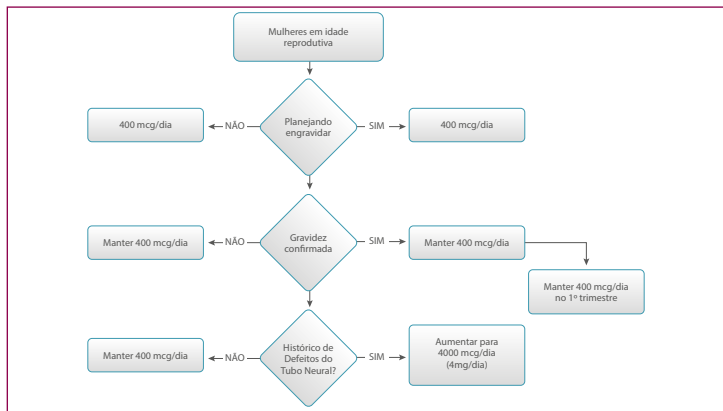 Mulheres em idade
reprodutiva
400 mcg/dia
NÃO
Planejando
engravidar
SIM
400 mcg/dia
Manter 400 mcg/dia
NÃO
Gravidez
confirmada
SIM
Manter 400 mcg/dia
Manter 400 mcg/dia
no 1º trimestre
Manter 400 mcg/dia
NÃO
Histórico de
Defeitos do
Tubo Neural?
SIM
Aumentar para
4000 mcg/dia
(4mg/dia)